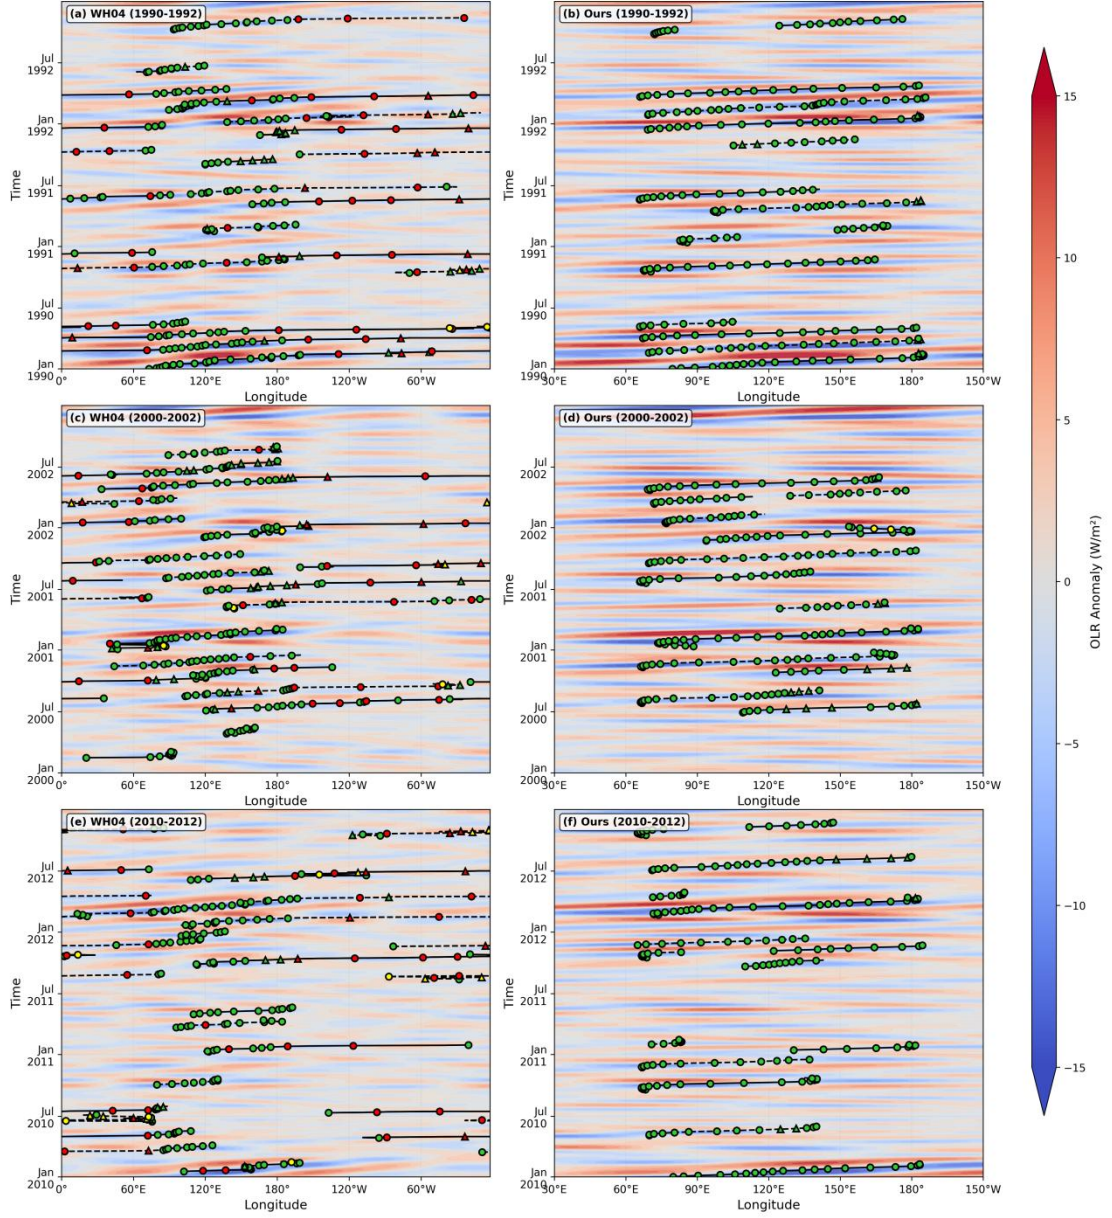 (a) WH04 (1990-1992)
Time
Jul
1992
Jan
1992
Jul
1991
Jan
1991
Jul
1990
Jan
1990
0°
60°E
120°E
180°
120°W
60°W
Longitude
(b) Ours (1990-1992)
Time
Jul
1992
Jan
1992
Jul
1991
Jan
1991
Jul
1990
Jan
1990
30°E
60°E
90°E
120°E
150°E
180°
150°W
Longitude
(c) WH04 (2000-2002)
Time
Jul
2002
Jan
2002
Jul
2001
Jan
2001
Jul
2000
Jan
2000
0°
60°E
120°E
180°
120°W
60°W
Longitude
(d) Ours (2000-2002)
Time
Jul
2002
Jan
2002
Jul
2001
Jan
2001
Jul
2000
Jan
2000
30°E
60°E
90°E
120°E
150°E
180°
150°W
Longitude
(e) WH04 (2010-2012)
Time
Jul
2012
Jan
2012
Jul
2011
Jan
2011
Jul
2010
Jan
2010
0°
60°E
120°E
180°
120°W
60°W
Longitude
(f) Ours (2010-2012)
Time
Jul
2012
Jan
2012
Jul
2011
Jan
2011
Jul
2010
Jan
2010
30°E
60°E
90°E
120°E
150°E
180°
150°W
Longitude
15
10
5
0
−5
−10
−15
OLR Anomaly (W/m²)